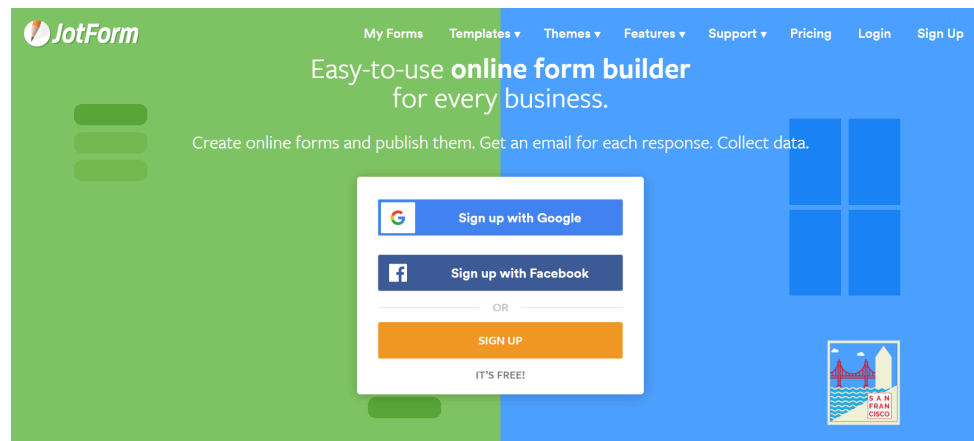 JotForm
My Forms Templates ▾ Themes ▾ Features ▾ Support ▾ Pricing Login Sign Up
Easy-to-use online form builder
for every business.
Create online forms and publish them. Get an email for each response. Collect data.
G Sign up with Google
f Sign up with Facebook
OR
SIGN UP
IT'S FREE!
SAN
FRAN
CISCO